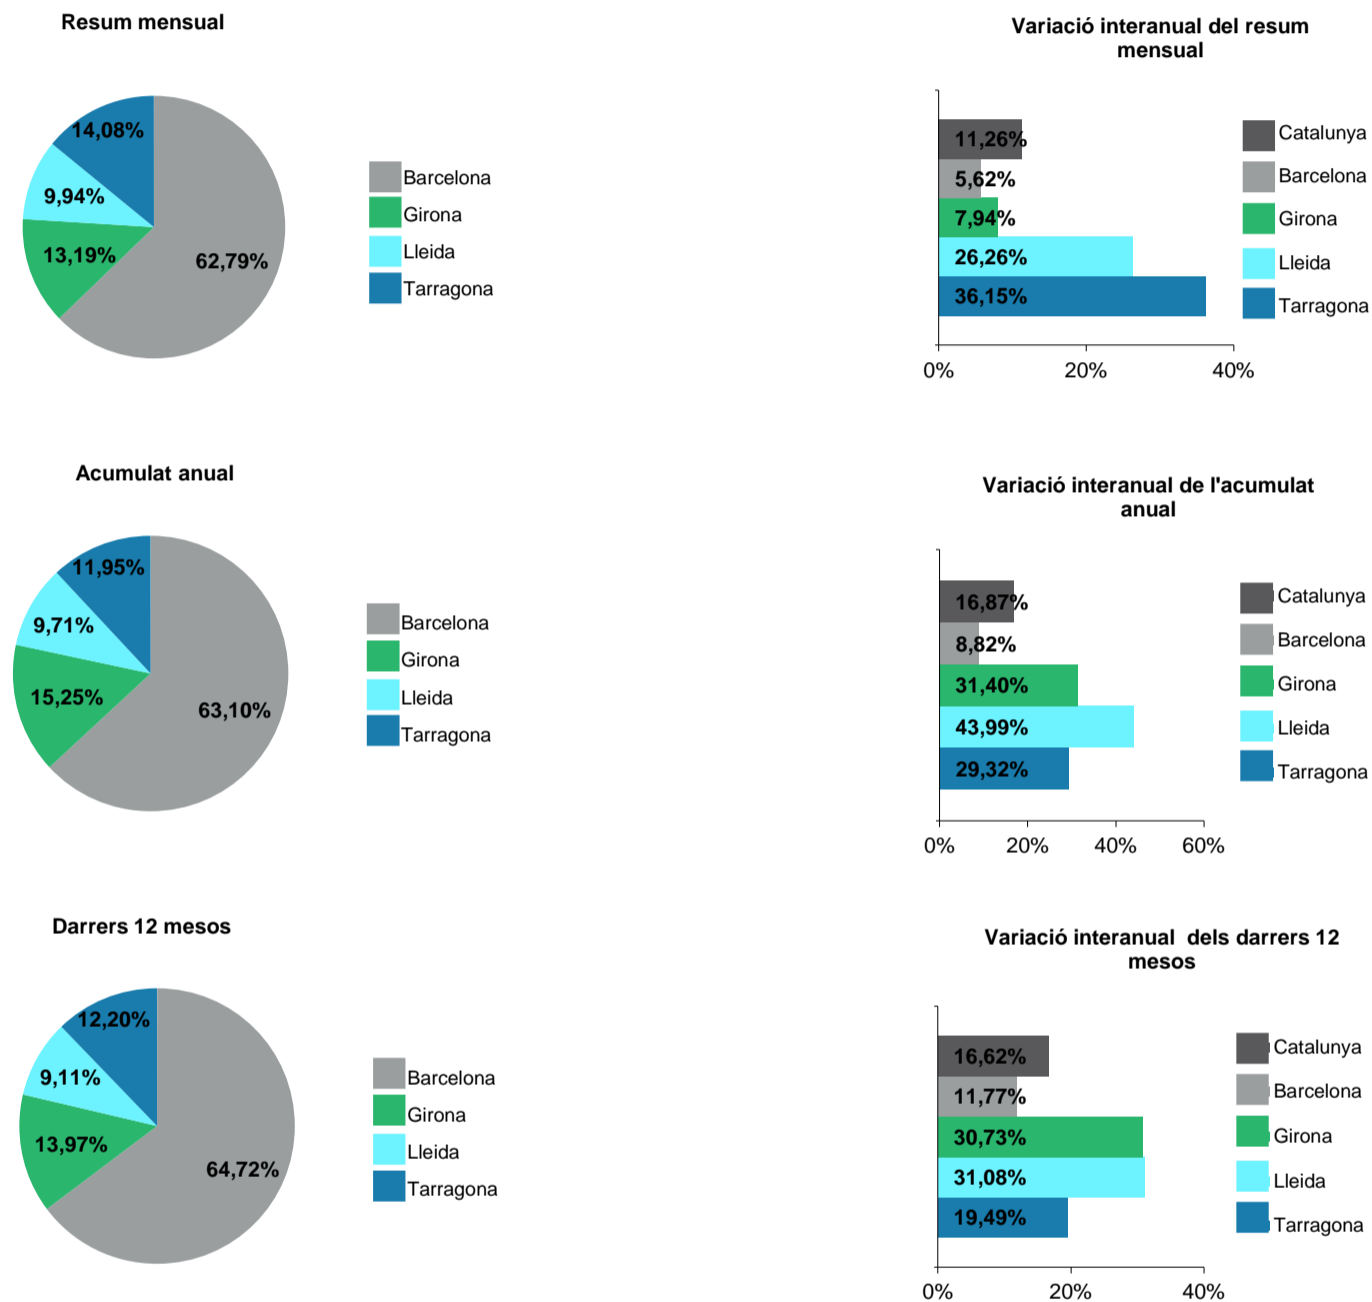 Resum mensual
14,08%
9,94%
13,19%
62,79%
Barcelona
Girona
Lleida
Tarragona
Variació interanual del resum
mensual
11,26%
5,62%
7,94%
26,26%
36,15%
0%
20%
40%
Catalunya
Barcelona
Girona
Lleida
Tarragona
Acumulat anual
11,95%
9,71%
15,25%
63,10%
Barcelona
Girona
Lleida
Tarragona
Variació interanual de l'acumulat
anual
16,87%
8,82%
31,40%
43,99%
29,32%
0%
20%
40%
60%
Catalunya
Barcelona
Girona
Lleida
Tarragona
Darrers 12 mesos
12,20%
9,11%
13,97%
64,72%
Barcelona
Girona
Lleida
Tarragona
Variació interanual  dels darrers 12
mesos
16,62%
11,77%
30,73%
31,08%
19,49%
0%
20%
40%
Catalunya
Barcelona
Girona
Lleida
Tarragona